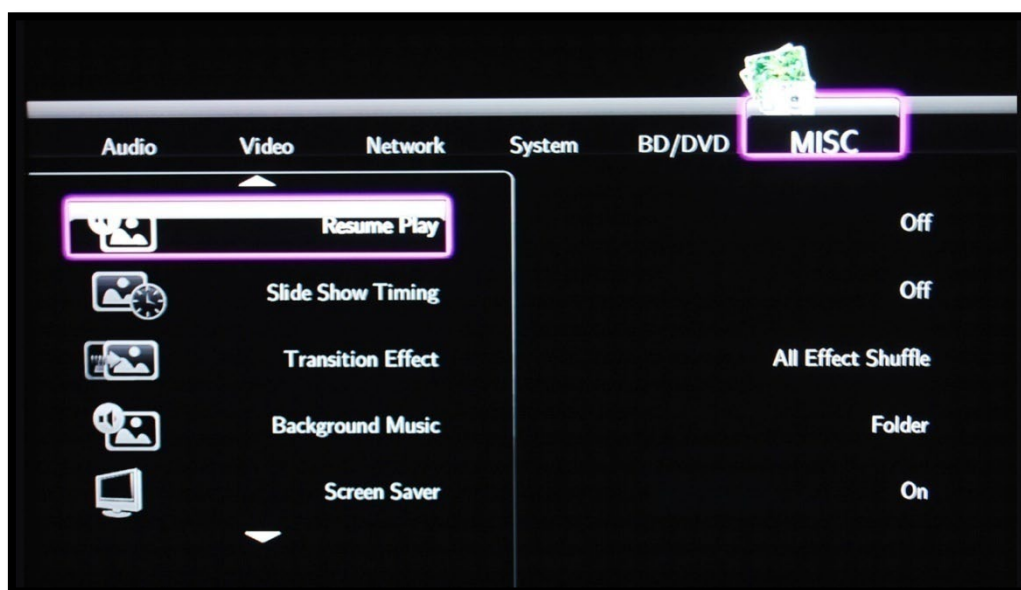 Audio Video Network System BD/DVD MISC
Resume Play Off
Slide Show Timing Off
Transition Effect All Effect Shuffle
Background Music Folder
Screen Saver On